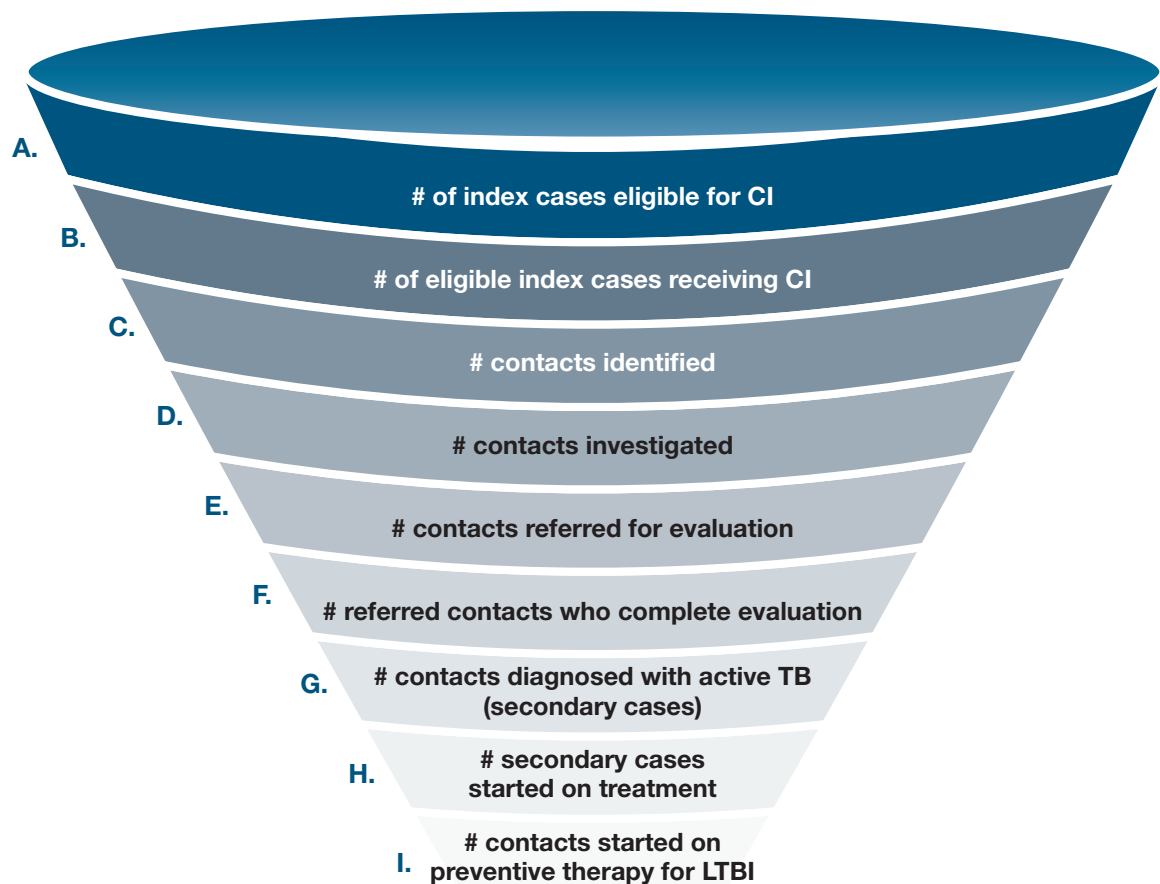 A.
# of index cases eligible for CI
B.
# of eligible index cases receiving CI
C.
# contacts identified
D.
# contacts investigated
E.
# contacts referred for evaluation
F.
# referred contacts who complete evaluation
G.
# contacts diagnosed with active TB
(secondary cases)
H.
# secondary cases
started on treatment
I.
# contacts started on
preventive therapy for LTBI